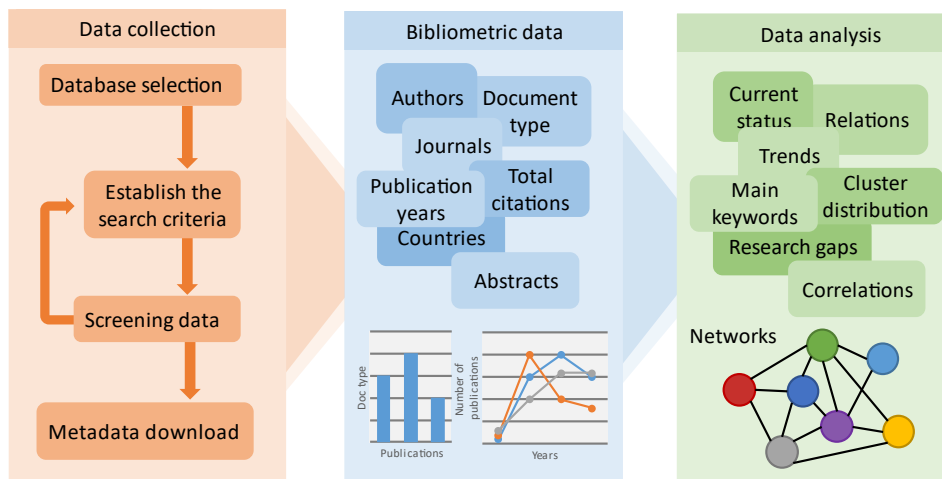 Data collection
Database selection
Establish the
search criteria
Screening data
Metadata download
Bibliometric data
Authors
Document
type
Journals
Publication
years
Total
citations
Countries
Abstracts
Doc type
Publications
Number of
publications
Years
Data analysis
Current
status
Relations
Trends
Main
keywords
Cluster
distribution
Research gaps
Correlations
Networks